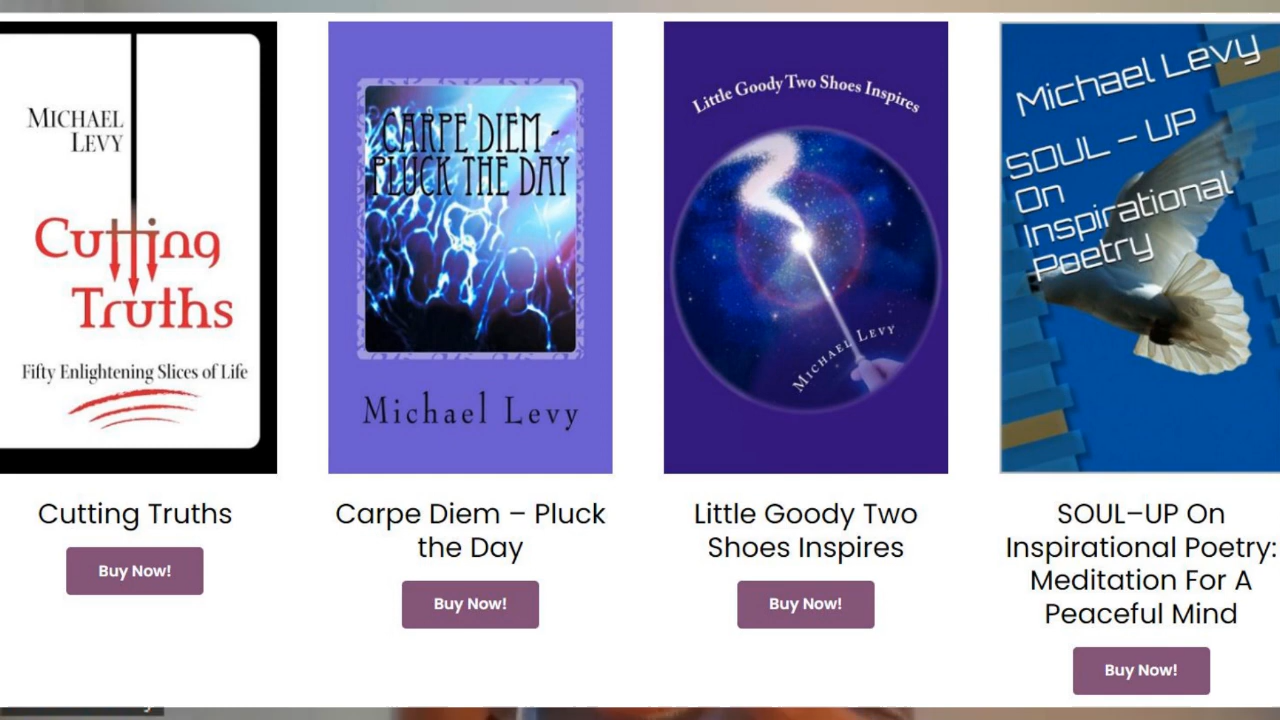 MICHAEL
LEVY
Cutting
Truths
Fifty Enlightening Slices of Life
Cutting Truths
Buy Now!
CARPE DIEM -
PLUCK THE DAY
Michael Levy
Carpe Diem – Pluck
the Day
Buy Now!
Little Goody Two Shoes Inspires
MICHAEL LEVY
Little Goody Two
Shoes Inspires
Buy Now!
Michael Levy
SOUL – UP
On
Inspirational
Poetry
SOUL–UP On
Inspirational Poetry:
Meditation For A
Peaceful Mind
Buy Now!